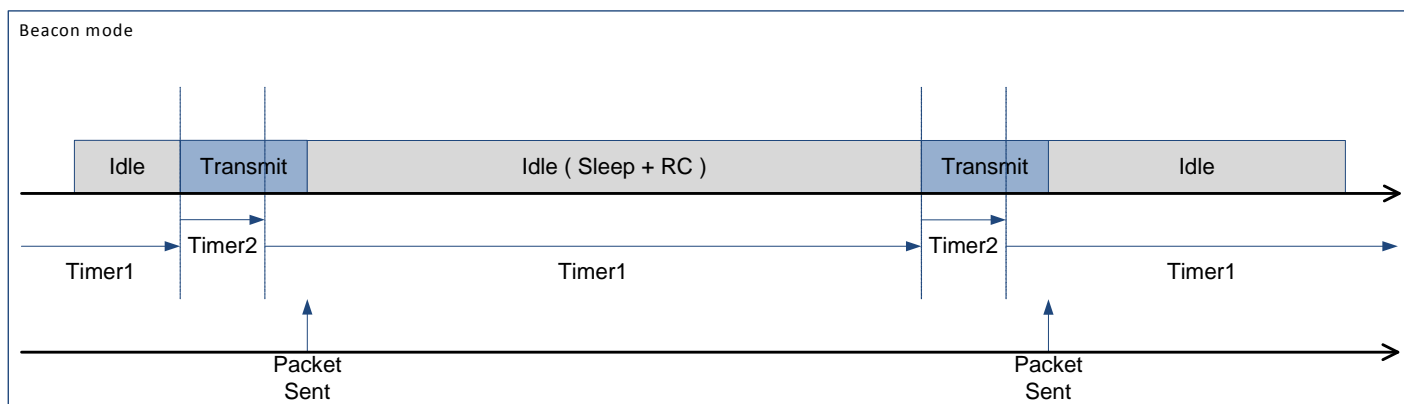 Beacon mode
Idle
Transmit
Idle ( Sleep + RC )
Transmit
Idle
Timer2
Timer2
Timer1
Timer1
Timer1
Packet
Sent
Packet
Sent